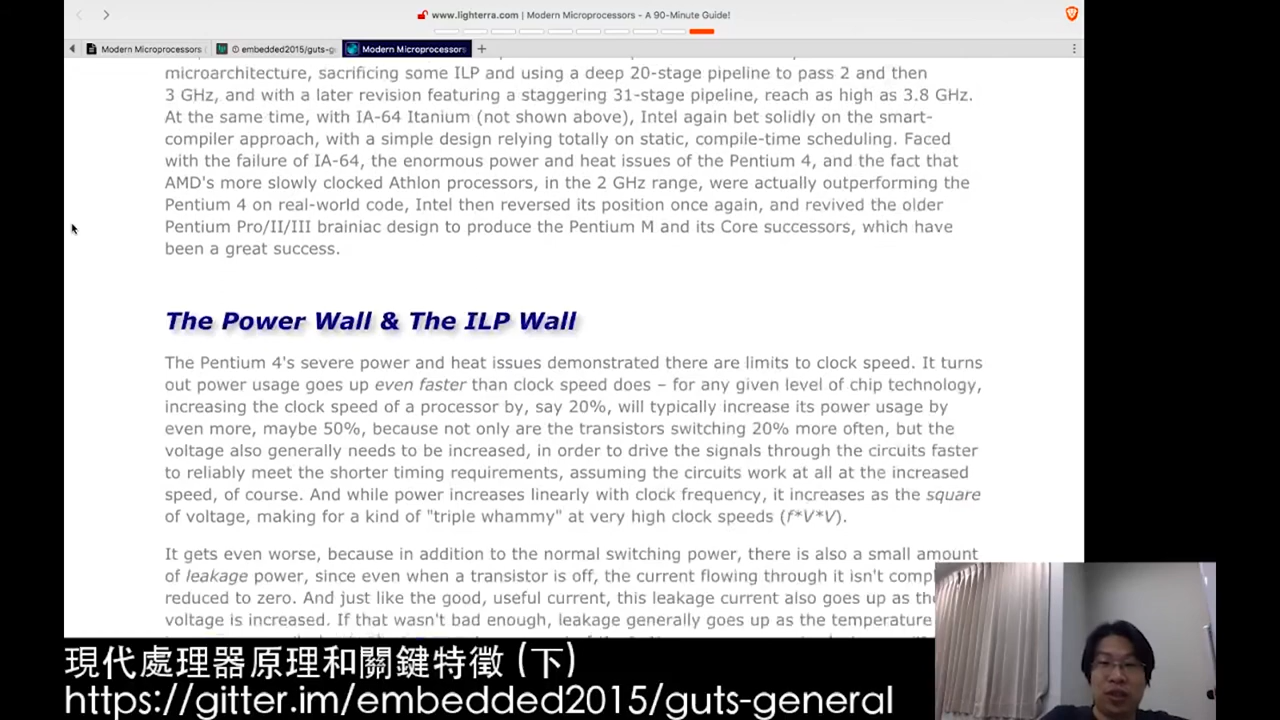 www.lighterra.com | Modern Microprocessors - A 90-Minute Guide!
Modern Microprocessors
embedded2015/guts-g
Modern Microprocessors
microarchitecture, sacrificing some ILP and using a deep 20-stage pipeline to pass 2 and then
3 GHz, and with a later revision featuring a staggering 31-stage pipeline, reach as high as 3.8 GHz.
At the same time, with IA-64 Itanium (not shown above), Intel again bet solidly on the smart-
compiler approach, with a simple design relying totally on static, compile-time scheduling. Faced
with the failure of IA-64, the enormous power and heat issues of the Pentium 4, and the fact that
AMD's more slowly clocked Athlon processors, in the 2 GHz range, were actually outperforming the
Pentium 4 on real-world code, Intel then reversed its position once again, and revived the older
Pentium Pro/II/III brainiac design to produce the Pentium M and its Core successors, which have
been a great success.
The Power Wall & The ILP Wall
The Pentium 4's severe power and heat issues demonstrated there are limits to clock speed. It turns
out power usage goes up even faster than clock speed does – for any given level of chip technology,
increasing the clock speed of a processor by, say 20%, will typically increase its power usage by
even more, maybe 50%, because not only are the transistors switching 20% more often, but the
voltage also generally needs to be increased, in order to drive the signals through the circuits faster
to reliably meet the shorter timing requirements, assuming the circuits work at all at the increased
speed, of course. And while power increases linearly with clock frequency, it increases as the square
of voltage, making for a kind of "triple whammy" at very high clock speeds (f*V*V).
It gets even worse, because in addition to the normal switching power, there is also a small amount
of leakage power, since even when a transistor is off, the current flowing through it isn't comp
reduced to zero. And just like the good, useful current, this leakage current also goes up as th
voltage is increased. If that wasn't bad enough, leakage generally goes up as the temperature
現代處理器原理和關鍵特徵 (下)
https://gitter.im/embedded2015/guts-general